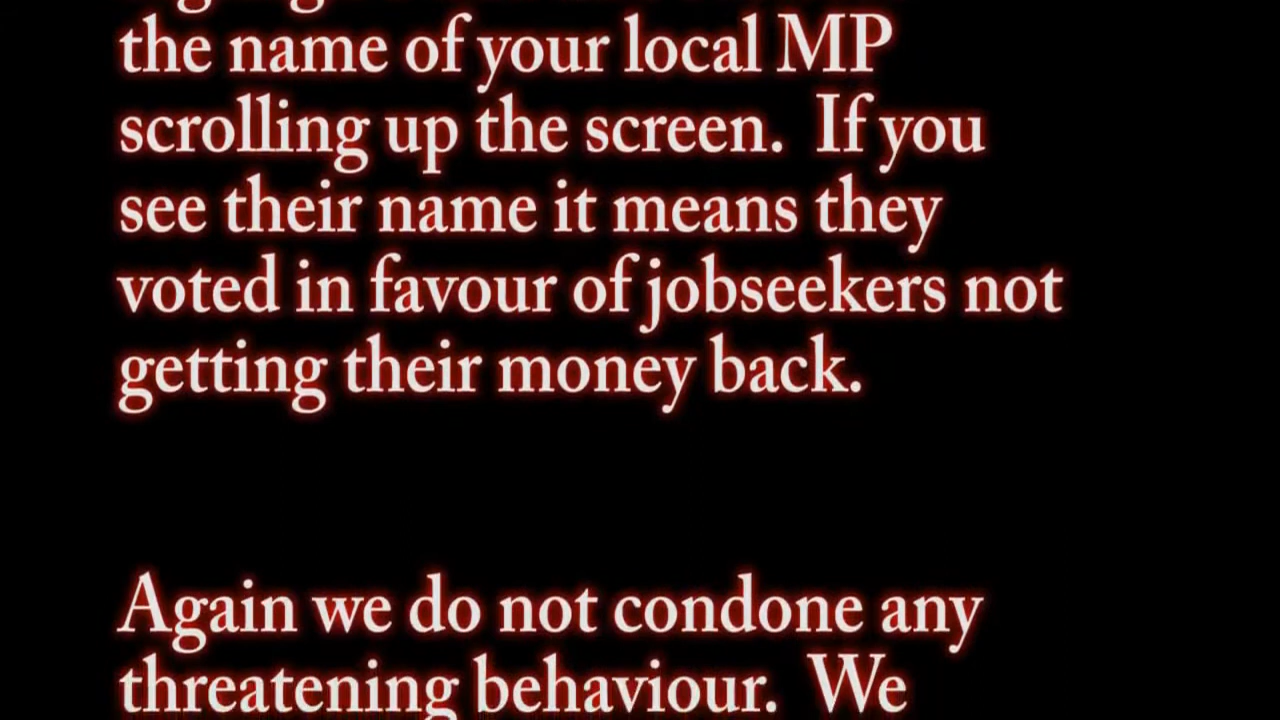 the name of your local MP
scrolling up the screen.  If you
see their name it means they
voted in favour of jobseekers not
getting their money back.
Again we do not condone any
threatening behaviour.  We